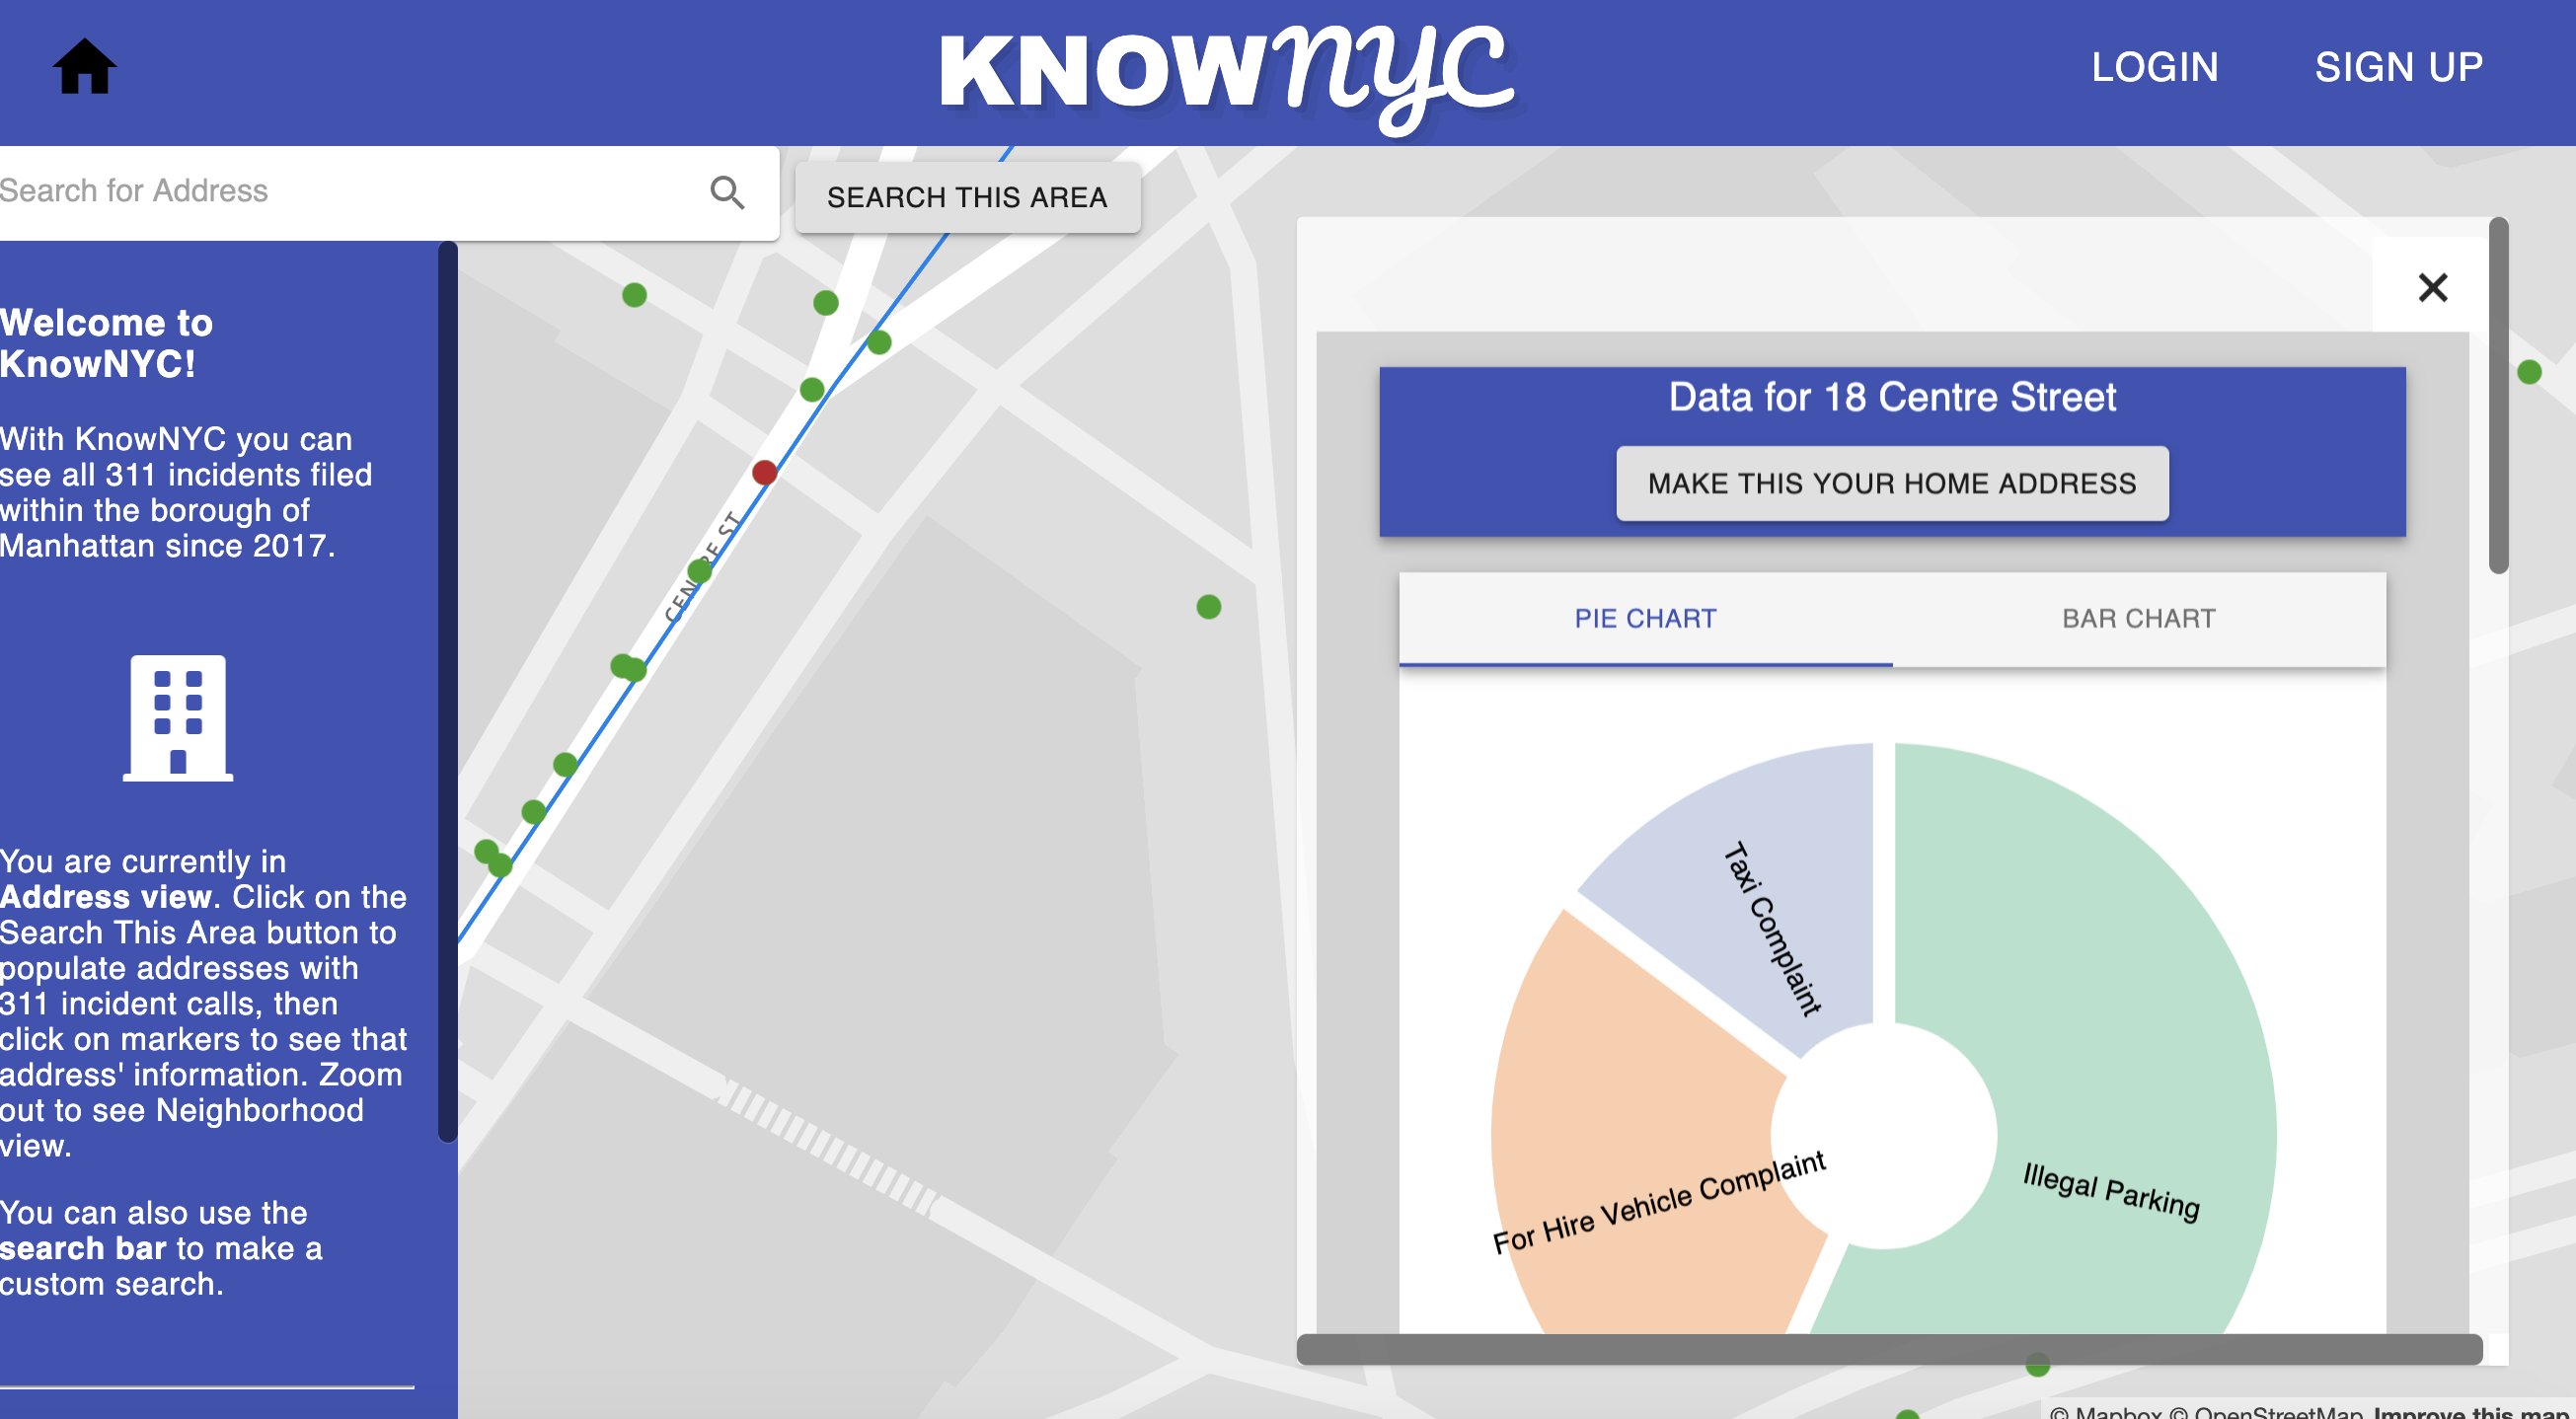 KNOWNYC
LOGIN
SIGN UP
Search for Address
SEARCH THIS AREA
Welcome to
KnowNYC!
With KnowNYC you can
see all 311 incidents filed
within the borough of
Manhattan since 2017.
You are currently in
Address view. Click on the
Search This Area button to
populate addresses with
311 incident calls, then
click on markers to see that
address' information. Zoom
out to see Neighborhood
view.
You can also use the
search bar to make a
custom search.
CENTRE ST
Data for 18 Centre Street
MAKE THIS YOUR HOME ADDRESS
PIE CHART
BAR CHART
Taxi Complaint
For Hire Vehicle Complaint
Illegal Parking
© Mapbox © OpenStreetMap Improve this map